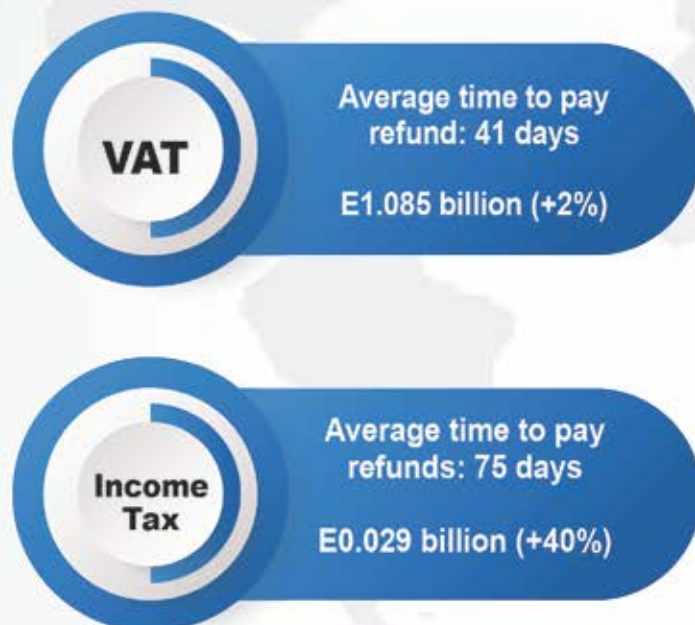 VAT
Average time to pay
refund: 41 days
E1.085 billion (+2%)
Income
Tax
Average time to pay
refunds: 75 days
E0.029 billion (+40%)